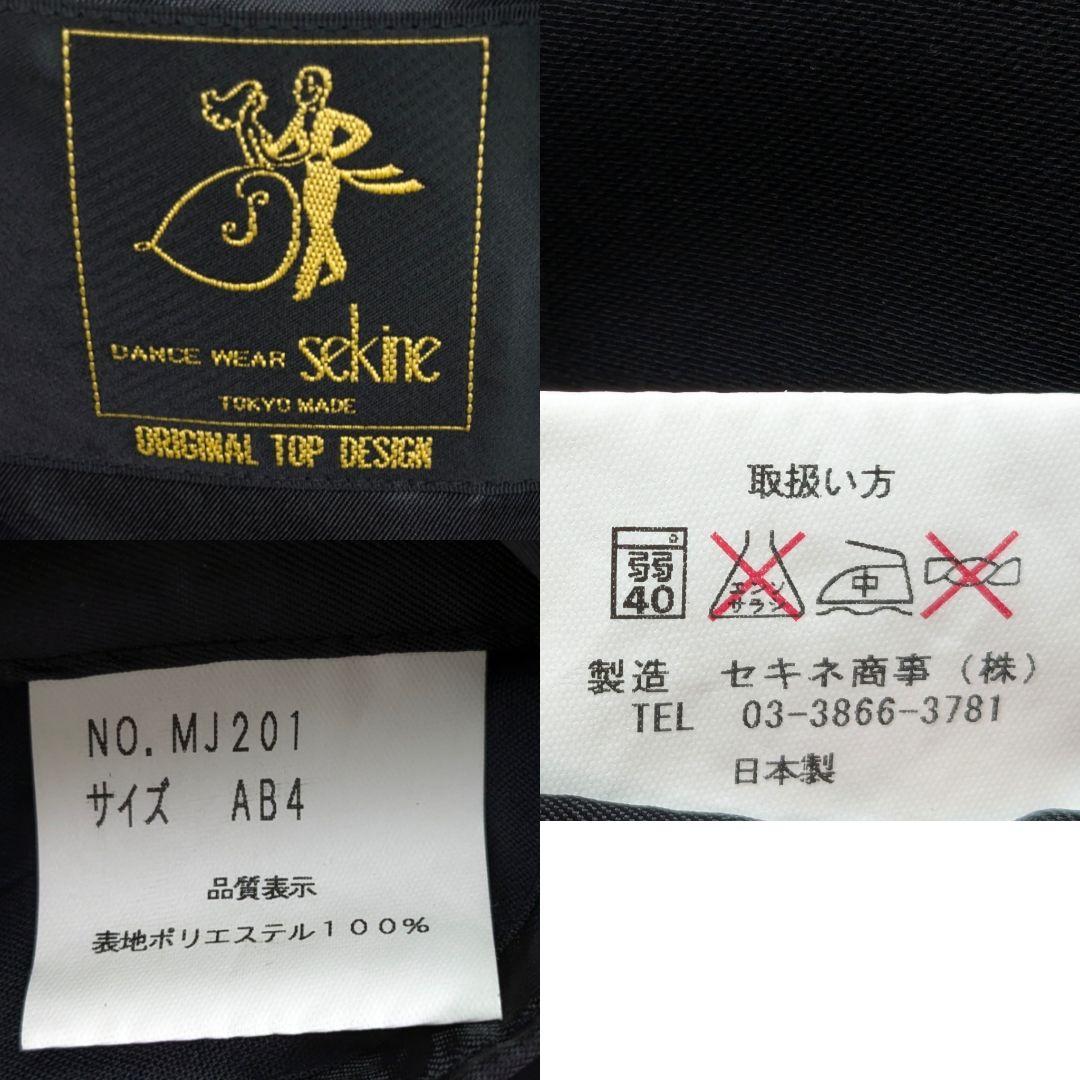 S
DANCE WEAR sekine
TOKYO MADE
ORIGINAL TOP DESIGN
取扱い方
弱
40
エンソ
サラン
中
製造 セキネ商事(株)
TEL 03-3866-3781
日本製
NO.MJ201
サイズ AB4
品質表示
表地ポリエステル100%